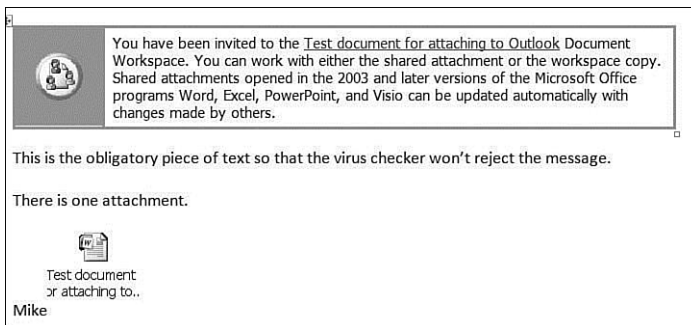 You have been invited to the Test document for attaching to Outlook Document
Workspace. You can work with either the shared attachment or the workspace copy.
Shared attachments opened in the 2003 and later versions of the Microsoft Office
programs Word, Excel, PowerPoint, and Visio can be updated automatically with
changes made by others.
This is the obligatory piece of text so that the virus checker won’t reject the message.
There is one attachment.
Test document
or attaching to..
Mike